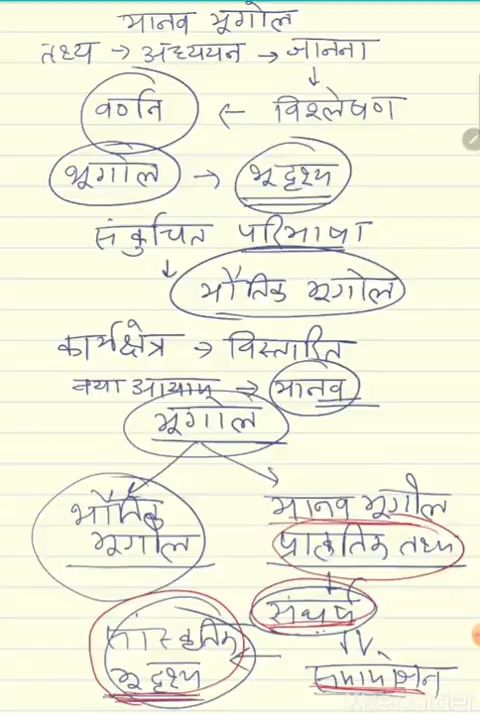 मानव भूगोल
तथ्य → अध्ययन → जानना
↓
वर्णन ← विश्लेषण
भूगोल → भूदृश्य
संकुचित परिभाषा
↓ भौतिक भूगोल
कार्यक्षेत्र → विस्तारित
नया आयाम → मानव
भूगोल
भौतिक भूगोल
मानव भूगोल
प्राकृतिक तथ्य
↓
संघर्ष
↓
समायोजन
← सांस्कृतिक भूदृश्य